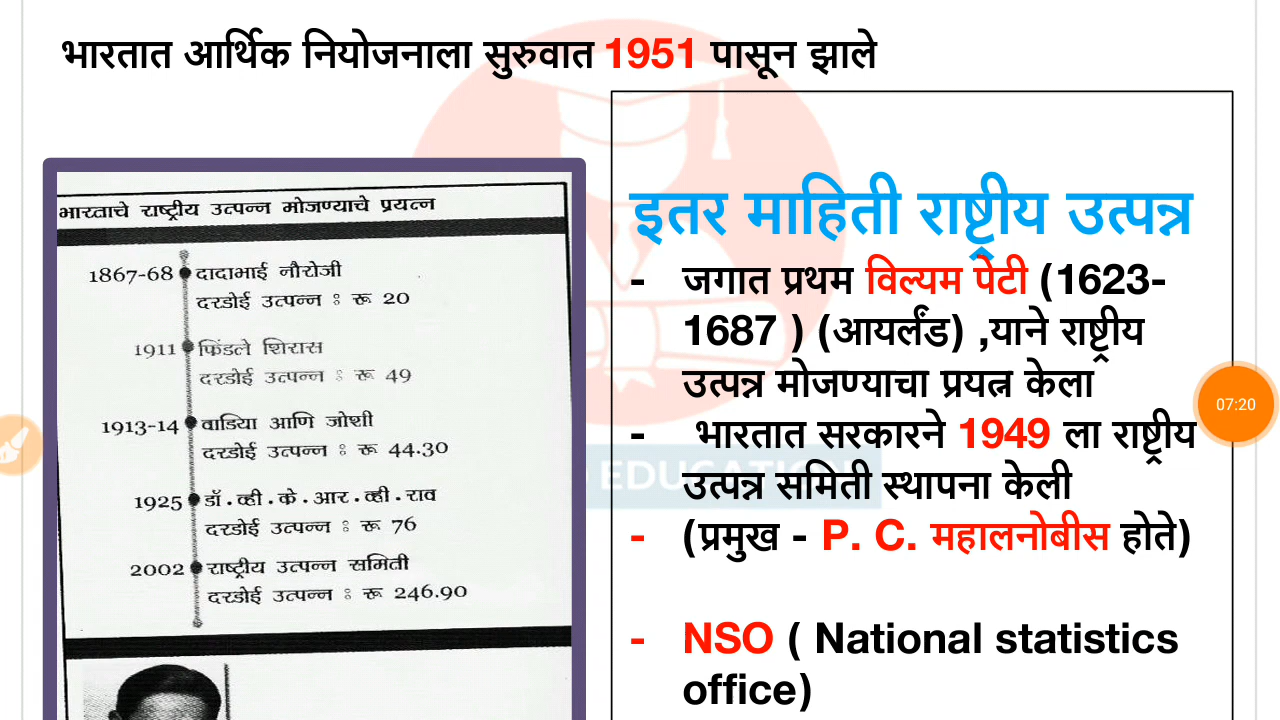 भारतात आर्थिक नियोजनाला सुरुवात 1951 पासून झाले
भारताचे राष्ट्रीय उत्पन्न मोजण्याचे प्रयत्न
1867-68 दादाभाई नौरोजी
दरडोई उत्पन्न : रू 20
1911 फिंडले शिरास
दरडोई उत्पन्न : रू 49
1913-14 वाडिया आणि जोशी
दरडोई उत्पन्न : रू 44.30
1925 डॉ.व्ही.के.आर.व्ही.राव
दरडोई उत्पन्न : रू 76
2002 राष्ट्रीय उत्पन्न समिती
दरडोई उत्पन्न : रू 246.90
इतर माहिती राष्ट्रीय उत्पन्न
- जगात प्रथम विल्यम पेटी (1623-
1687 ) (आयर्लंड) ,याने राष्ट्रीय
उत्पन्न मोजण्याचा प्रयत्न केला
- भारतात सरकारने 1949 ला राष्ट्रीय
उत्पन्न समिती स्थापना केली
- (प्रमुख - P. C. महालनोबीस होते)
- NSO ( National statistics
office)
EDUCATION
07:20